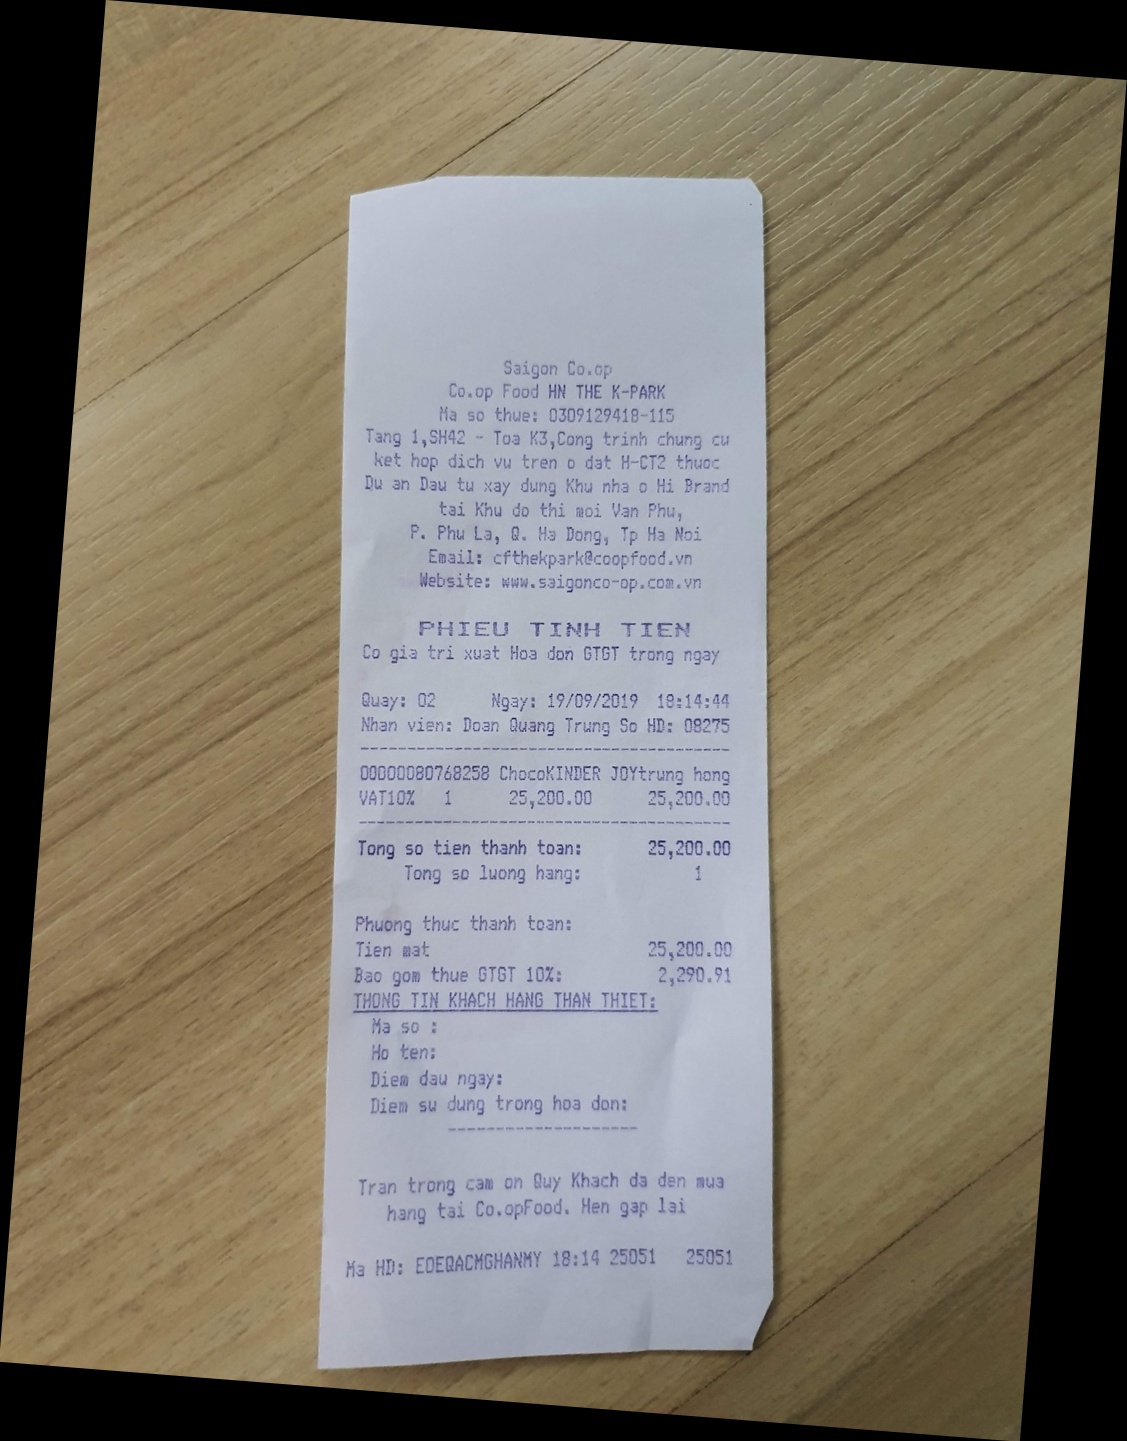 Saigon Co.op
Co.op Food HN THE K-PARK
Ma so thue: 0309129418-115
Tang 1,SH42 - Toa K3,Cong trinh chung cu
ket hop dich vu tren o dat H-CT2 thuoc
Du an Dau tu xay dung Khu nha o Hi Brand
tai Khu do thi moi Van Phu,
P. Phu La, Q. Ha Dong, Tp Ha Noi
Email: cfthekpark@coopfood.vn
Website: www.saigonco-op.com.vn
PHIEU TINH TIEN
Co gia tri xuat Hoa don GTGT trong ngay
Quay: 02 Ngay: 19/09/2019 18:14:44
Nhan vien: Doan Quang Trung So HD: 08275
----------------------------------------
00000080768258 ChocoKINDER JOYtrung hong
VAT10% 1 25,200.00 25,200.00
----------------------------------------
Tong so tien thanh toan: 25,200.00
Tong so luong hang: 1
Phuong thuc thanh toan:
Tien mat 25,200.00
Bao gom thue GTGT 10%: 2,290.91
THONG TIN KHACH HANG THAN THIET:
Ma so :
Ho ten:
Diem dau ngay:
Diem su dung trong hoa don:
--------------------
Tran trong cam on Quy Khach da den mua
hang tai Co.opFood. Hen gap lai
Ma HD: EOEQACMGHANMY 18:14 25051 25051